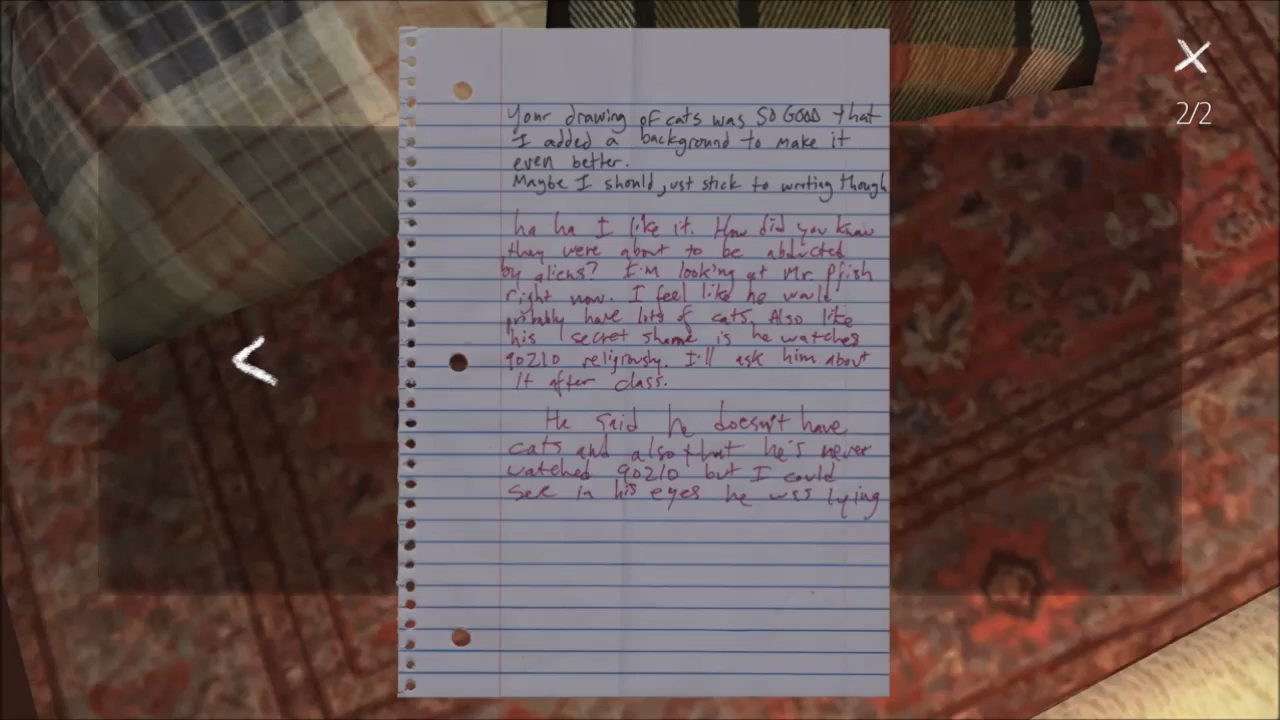 2/2
Your drawing of cats was SO GOOD that
I added a background to make it
even better.
Maybe I should just stick to writing though
ha ha I like it. How did you know
they were about to be abducted
by aliens? I'm looking at Mr. Pfish
right now. I feel like he would
probably have lots of cats. Also like
his secret shame is he watches
90210 religiously. I'll ask him about
it after class.
He said he doesn't have
cats and also that he's never
watched 90210 but I could
see in his eyes he was lying